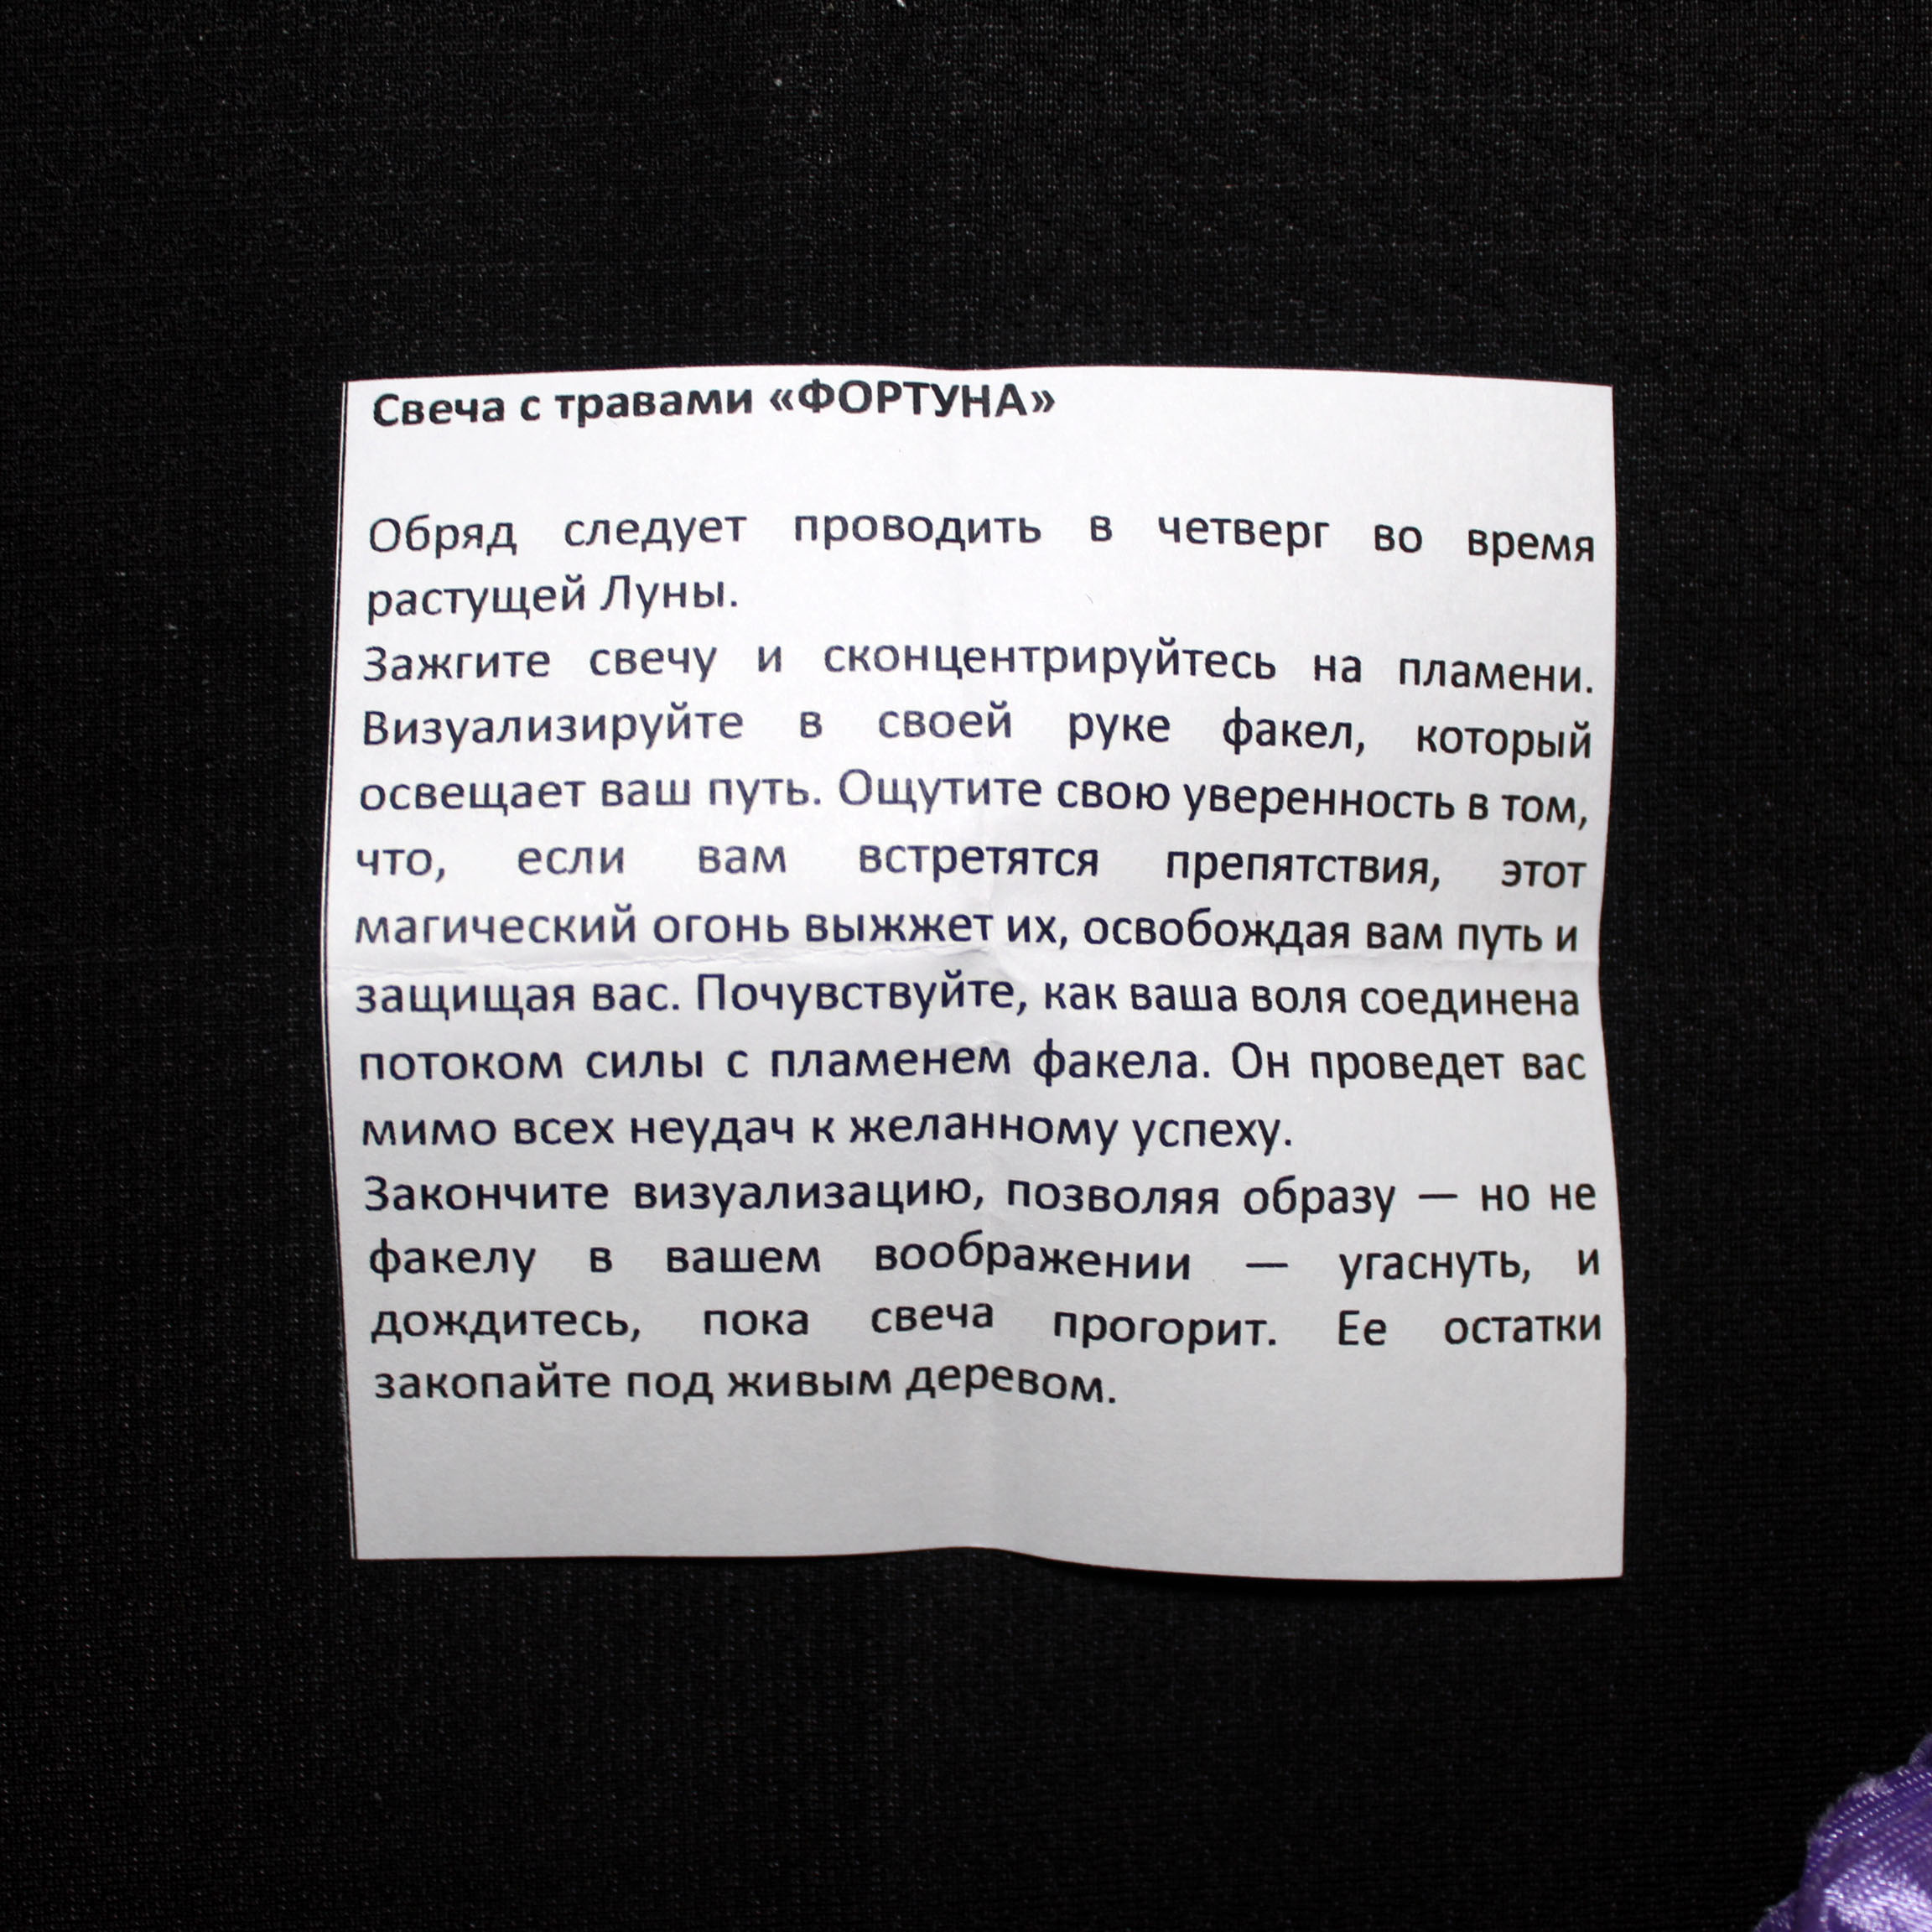 Свеча с травами «ФОРТУНА»
Обряд следует проводить в четверг во время
растущей Луны.
Зажгите свечу и сконцентрируйтесь на пламени.
Визуализируйте в своей руке факел, который
освещает ваш путь. Ощутите свою уверенность в том,
что, если вам встретятся препятствия, этот
магический огонь выжжет их, освобождая вам путь и
защищая вас. Почувствуйте, как ваша воля соединена
потоком силы с пламенем факела. Он проведет вас
мимо всех неудач к желанному успеху.
Закончите визуализацию, позволяя образу — но не
факелу в вашем воображении — угаснуть, и
дождитесь, пока свеча прогорит. Ее остатки
закопайте под живым деревом.